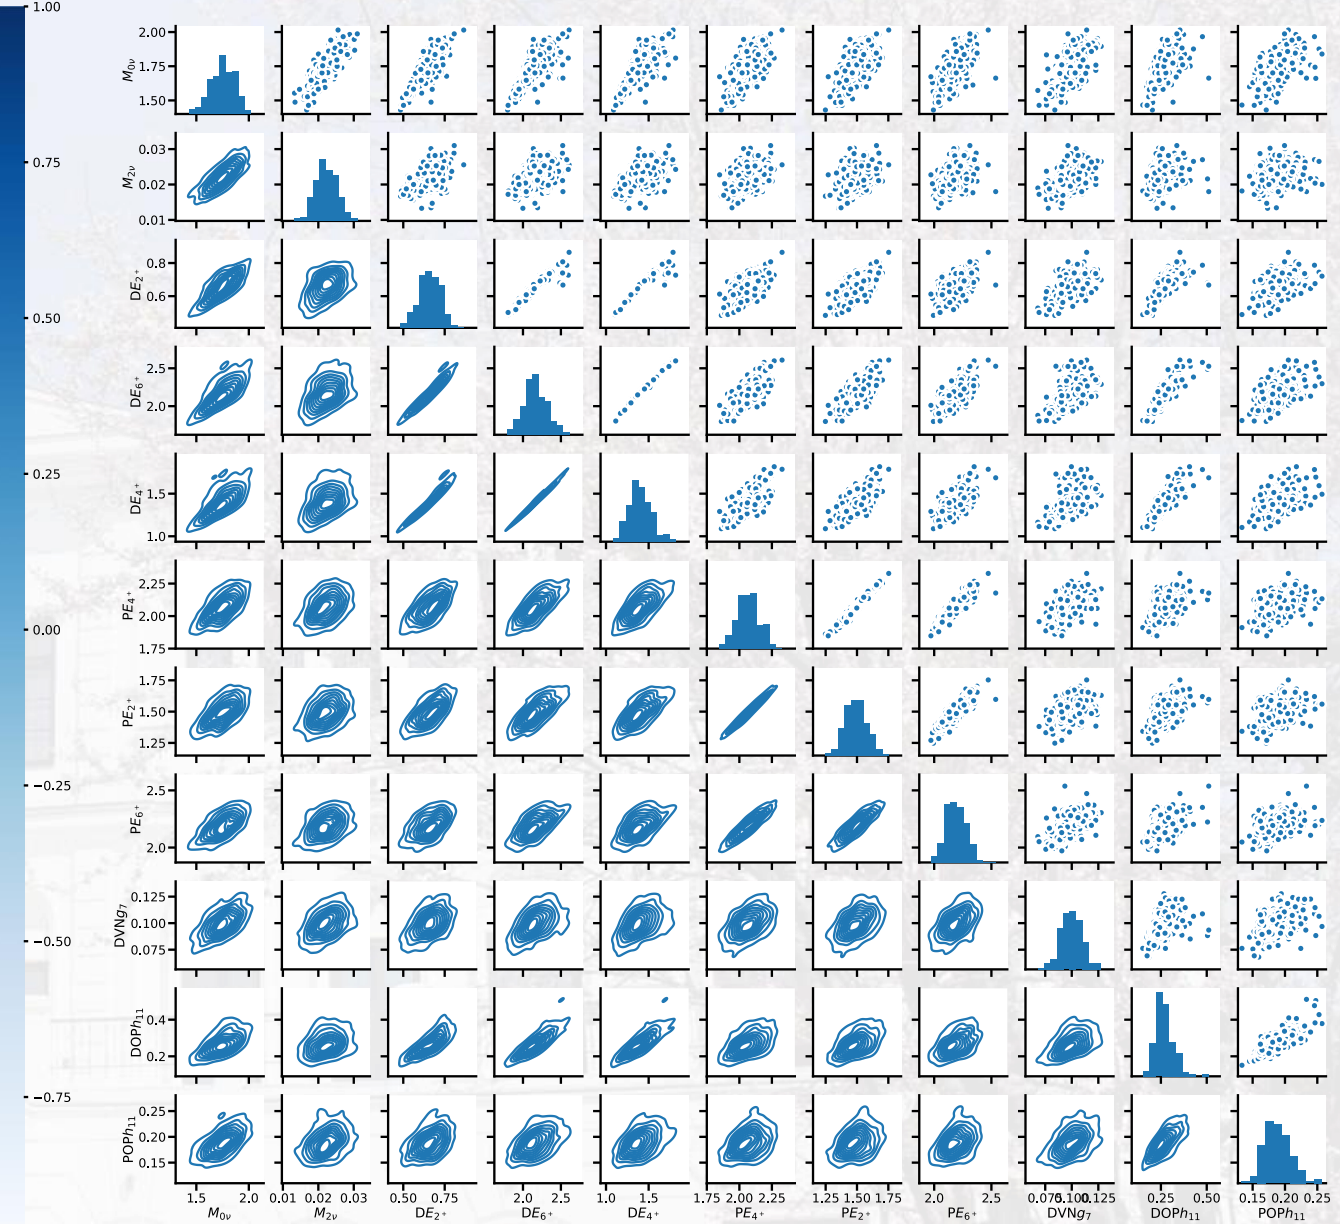 1.00
0.75
0.50
0.25
0.00
−0.25
−0.50
−0.75
M0ν
2.00
1.75
1.50
M2ν
0.03
0.02
0.01
DE2+
0.8
0.6
DE6+
2.5
2.0
DE4+
1.5
1.0
PE4+
2.25
2.00
1.75
PE2+
1.75
1.50
1.25
PE6+
2.5
2.0
DVNg7
0.125
0.100
0.075
DOPh11
0.4
0.2
POPh11
0.25
0.20
0.15
1.5 2.0
0.01 0.02 0.03
0.50 0.75
2.0 2.5
1.0 1.5
1.75 2.00 2.25
1.25 1.50 1.75
2.0 2.5
0.075 0.100 0.125
0.25 0.50
0.15 0.20 0.25
M0ν M2ν DE2+ DE6+ DE4+ PE4+ PE2+ PE6+ DVNg7 DOPh11 POPh11